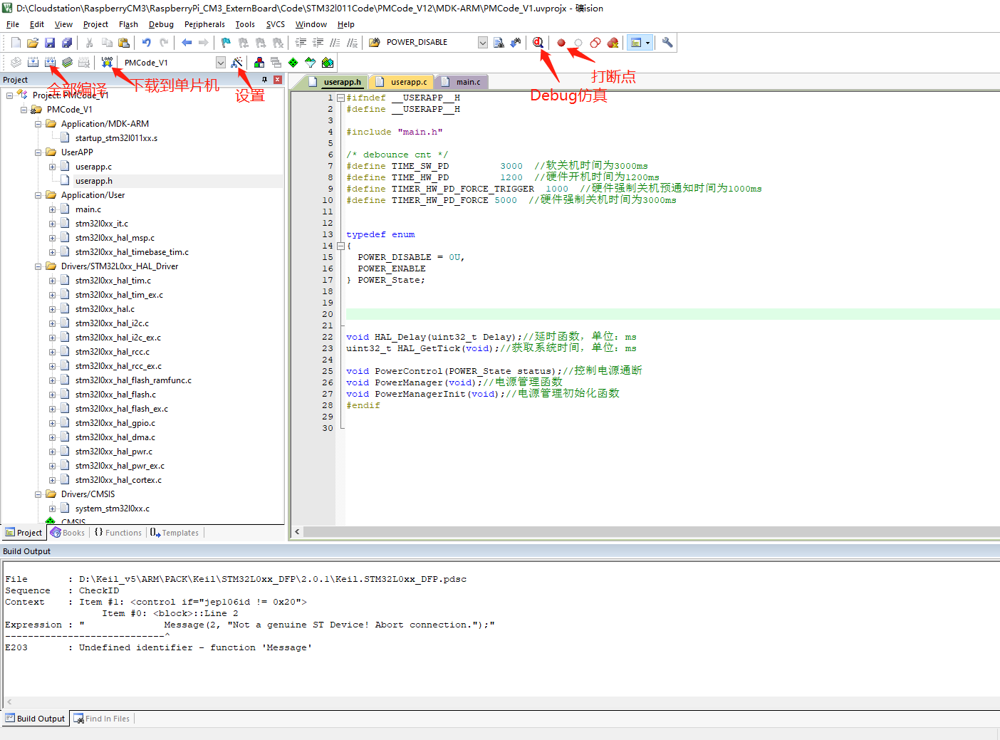 D:\Cloudstation\RaspberryCM3\RaspberryPi_CM3_ExternBoard\Code\STM32l011Code\PMCode_V12\MDK-ARM\PMCode_V1.uvprojx - 礦ision
File Edit View Project Flash Debug Peripherals Tools SVCS Window Help
POWER_DISABLE
LOAD PMCode_V1
全部编译
下载到单片机
设置
Debug仿真
打断点
Project
Project: PMCode_V1
PMCode_V1
Application/MDK-ARM
startup_stm32l011xx.s
UserAPP
userapp.c
userapp.h
Application/User
main.c
stm32l0xx_it.c
stm32l0xx_hal_msp.c
stm32l0xx_hal_timebase_tim.c
Drivers/STM32L0xx_HAL_Driver
stm32l0xx_hal_tim.c
stm32l0xx_hal_tim_ex.c
stm32l0xx_hal.c
stm32l0xx_hal_i2c.c
stm32l0xx_hal_i2c_ex.c
stm32l0xx_hal_rcc.c
stm32l0xx_hal_rcc_ex.c
stm32l0xx_hal_flash_ramfunc.c
stm32l0xx_hal_flash.c
stm32l0xx_hal_flash_ex.c
stm32l0xx_hal_gpio.c
stm32l0xx_hal_dma.c
stm32l0xx_hal_pwr.c
stm32l0xx_hal_pwr_ex.c
stm32l0xx_hal_cortex.c
Drivers/CMSIS
system_stm32l0xx.c
CMSIS
Project Books {} Functions Templates
userapp.h userapp.c main.c
1 #ifndef __USERAPP__H
2 #define __USERAPP__H
3
4 #include "main.h"
5
6 /* debounce cnt */
7 #define TIME_SW_PD 3000 //软关机时间为3000ms
8 #define TIME_HW_PD 1200 //硬件开机时间为1200ms
9 #define TIMER_HW_PD_FORCE_TRIGGER 1000 //硬件强制关机预通知时间为1000ms
10 #define TIMER_HW_PD_FORCE 5000 //硬件强制关机时间为3000ms
11
12
13 typedef enum
14 {
15 POWER_DISABLE = 0U,
16 POWER_ENABLE
17 } POWER_State;
18
19
20
21
22 void HAL_Delay(uint32_t Delay);//延时函数，单位：ms
23 uint32_t HAL_GetTick(void);//获取系统时间，单位：ms
24
25 void PowerControl(POWER_State status);//控制电源通断
26 void PowerManager(void);//电源管理函数
27 void PowerManagerInit(void);//电源管理初始化函数
28 #endif
29
30
Build Output
File : D:\Keil_v5\ARM\PACK\Keil\STM32L0xx_DFP\2.0.1\Keil.STM32L0xx_DFP.pdsc
Sequence : CheckID
Context : Item #1: <control if="jep106id != 0x20">
Item #0: <block>::Line 2
Expression : " Message(2, "Not a genuine ST Device! Abort connection.");"
----------------------------^
E203 : Undefined identifier - function 'Message'
Build Output Find In Files